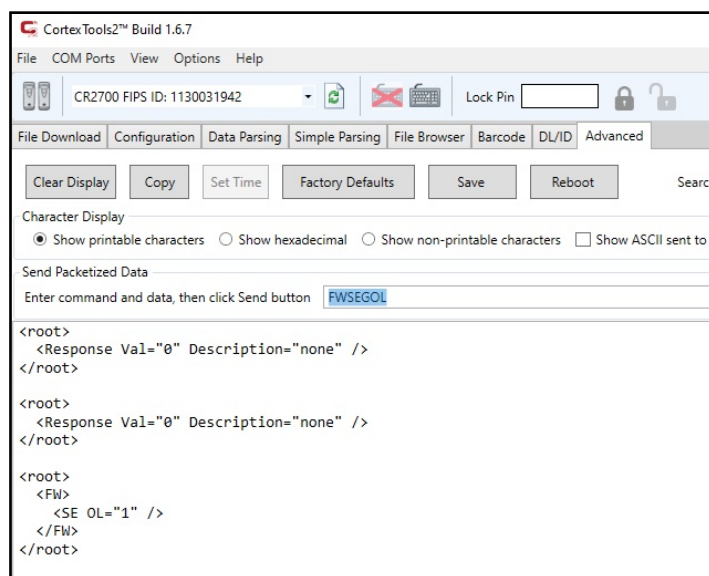 CortexTools2™ Build 1.6.7
File COM Ports View Options Help
CR2700 FIPS ID: 1130031942 Lock Pin
File Download Configuration Data Parsing Simple Parsing File Browser Barcode DL/ID Advanced
Clear Display Copy Set Time Factory Defaults Save Reboot Searc
Character Display
Show printable characters Show hexadecimal Show non-printable characters Show ASCII sent to
Send Packetized Data
Enter command and data, then click Send button FWSEGOL
<root>
<Response Val="0" Description="none" />
</root>
<root>
<Response Val="0" Description="none" />
</root>
<root>
<FW>
<SE OL="1" />
</FW>
</root>